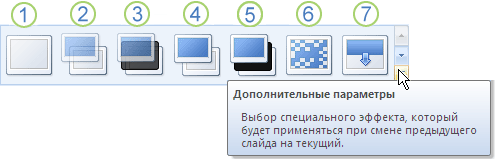 1 2 3 4 5 6 7
Дополнительные параметры
Выбор специального эффекта, который
будет применяться при смене предыдущего
слайда на текущий.